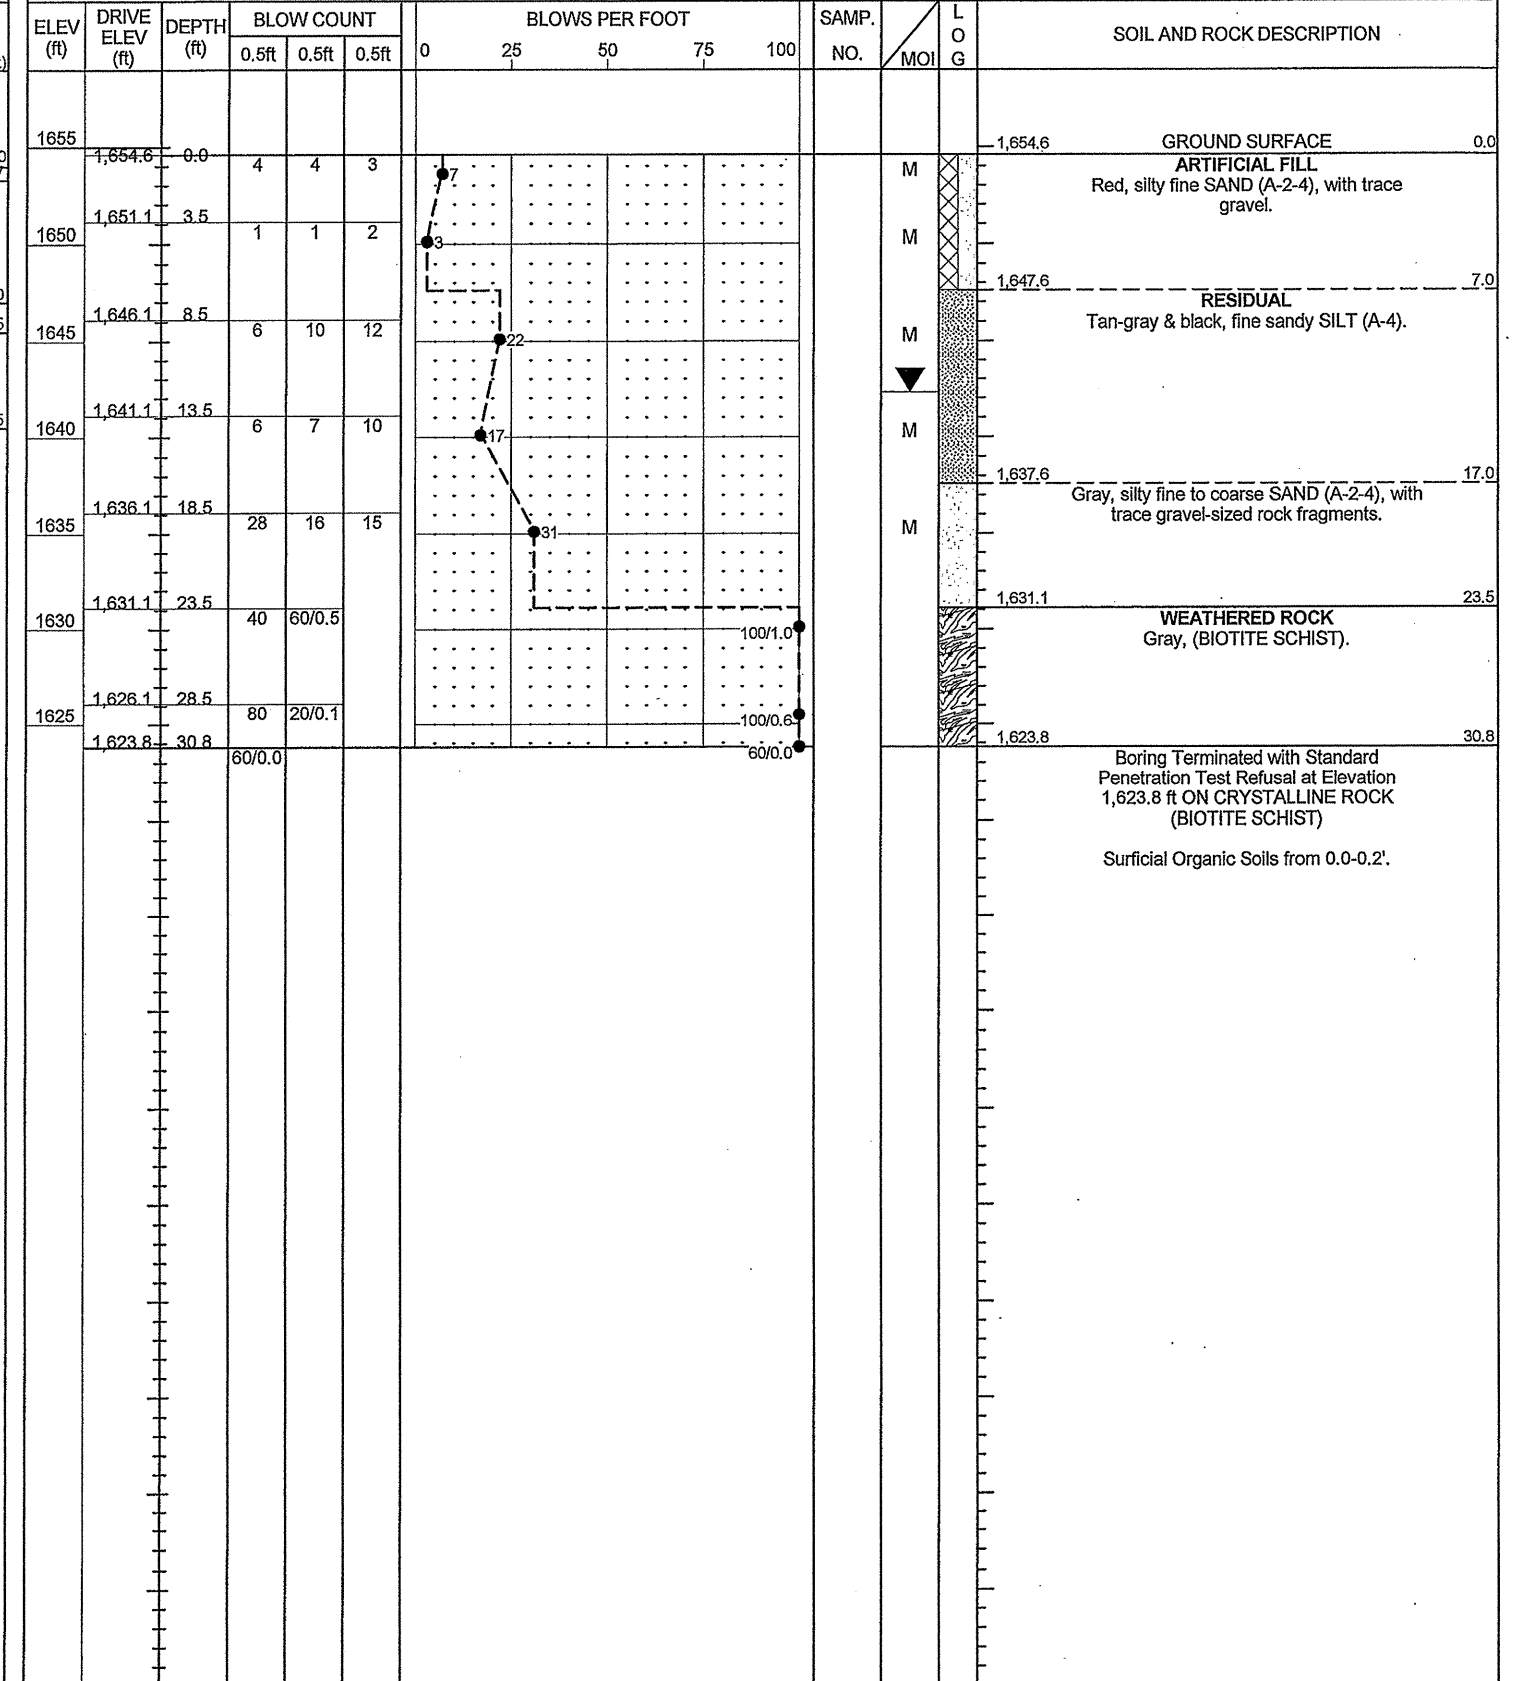 ELEV (ft) DRIVE ELEV (ft) DEPTH (ft) BLOW COUNT BLOWS PER FOOT SAMP. NO. MOI LOG SOIL AND ROCK DESCRIPTION
0.5ft 0.5ft 0.5ft 0 25 50 75 100
1655
1,654.6 0.0 4 4 3 7 M
1,654.6 GROUND SURFACE 0.0
ARTIFICIAL FILL
Red, silty fine SAND (A-2-4), with trace
gravel.
1,651.1 3.5 1 1 2 3 M
1650
1,647.6 7.0
RESIDUAL
Tan-gray & black, fine sandy SILT (A-4).
1,646.1 8.5 6 10 12 22 M
1645
1,641.1 13.5 6 7 10 17 M
1640
1,637.6 17.0
Gray, silty fine to coarse SAND (A-2-4), with
trace gravel-sized rock fragments.
1,636.1 18.5 28 16 15 31 M
1635
1,631.1 23.5
1,631.1 23.5 40 60/0.5 100/1.0
1630
WEATHERED ROCK
Gray, (BIOTITE SCHIST).
1,626.1 28.5 80 20/0.1 100/0.6
1625
1,623.8 30.8 60/0.0 60/0.0
1,623.8 30.8
Boring Terminated with Standard
Penetration Test Refusal at Elevation
1,623.8 ft ON CRYSTALLINE ROCK
(BIOTITE SCHIST)
Surficial Organic Soils from 0.0-0.2'.